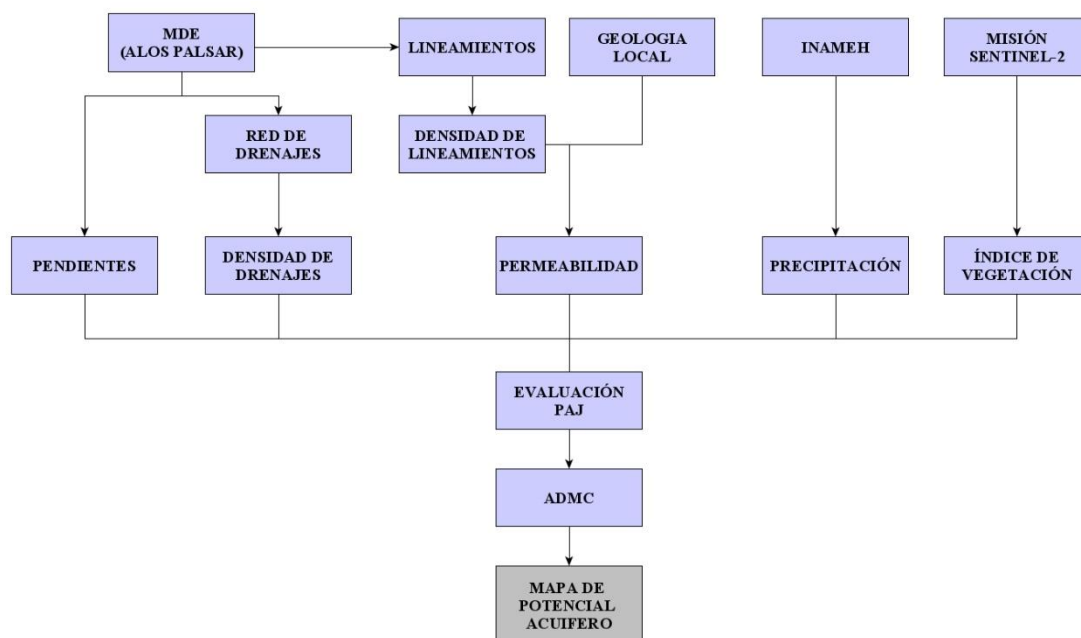 MDE
(ALOS PALSAR)
LINEAMIENTOS
GEOLOGIA
LOCAL
INAMEH
MISIÓN
SENTINEL-2
RED DE
DRENAJES
DENSIDAD DE
LINEAMIENTOS
PENDIENTES
DENSIDAD DE
DRENAJES
PERMEABILIDAD
PRECIPITACIÓN
ÍNDICE DE
VEGETACIÓN
EVALUACIÓN
PAJ
ADMC
MAPA DE
POTENCIAL
ACUIFERO